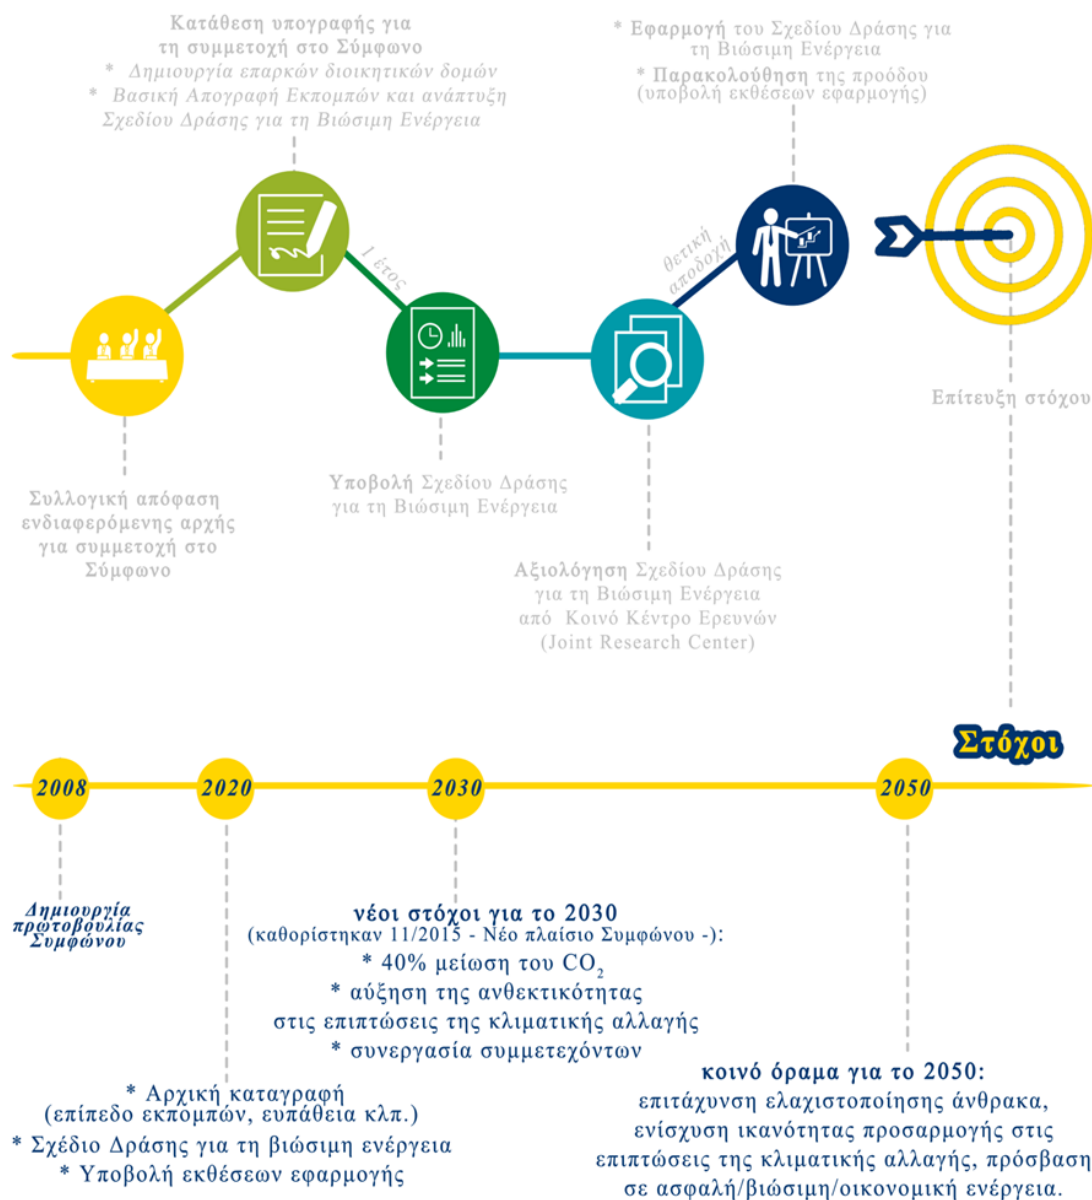 Κατάθεση υπογραφής για
τη συμμετοχή στο Σύμφωνο
* Δημιουργία επαρκών διοικητικών δομών
* Βασική Απογραφή Εκπομπών και ανάπτυξη
Σχεδίου Δράσης για τη Βιώσιμη Ενέργεια
* Εφαρμογή του Σχεδίου Δράσης για
τη Βιώσιμη Ενέργεια
* Παρακολούθηση της προόδου
(υποβολή εκθέσεων εφαρμογής)
1 έτος
θετική
αποδοχή
Επίτευξη στόχου
Συλλογική απόφαση
ενδιαφερόμενης αρχής
για συμμετοχή στο
Σύμφωνο
Υποβολή Σχεδίου Δράσης
για τη Βιώσιμη Ενέργεια
Αξιολόγηση Σχεδίου Δράσης
για τη Βιώσιμη Ενέργεια
από Κοινό Κέντρο Ερευνών
(Joint Research Center)
Στόχοι
2008
2020
2030
2050
Δημιουργία
πρωτοβουλίας
Συμφώνου
νέοι στόχοι για το 2030
(καθορίστηκαν 11/2015 - Νέο πλαίσιο Συμφώνου -):
* 40% μείωση του CO₂
* αύξηση της ανθεκτικότητας
στις επιπτώσεις της κλιματικής αλλαγής
* συνεργασία συμμετεχόντων
* Αρχική καταγραφή
(επίπεδο εκπομπών, ευπάθεια κλπ.)
* Σχέδιο Δράσης για τη βιώσιμη ενέργεια
* Υποβολή εκθέσεων εφαρμογής
κοινό όραμα για το 2050:
επιτάχυνση ελαχιστοποίησης άνθρακα,
ενίσχυση ικανότητας προσαρμογής στις
επιπτώσεις της κλιματικής αλλαγής, πρόσβαση
σε ασφαλή/βιώσιμη/οικονομική ενέργεια.